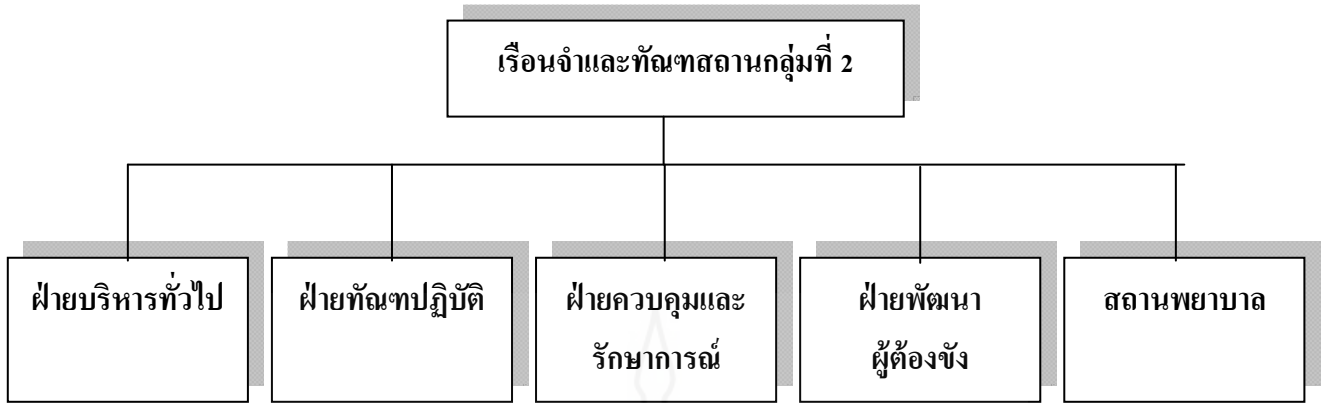 เรือนจำและทัณฑสถานกลุ่มที่ 2
ฝ่ายบริหารทั่วไป
ฝ่ายทัณฑปฏิบัติ
ฝ่ายควบคุมและ
รักษาการณ์
ฝ่ายพัฒนา
ผู้ต้องขัง
สถานพยาบาล